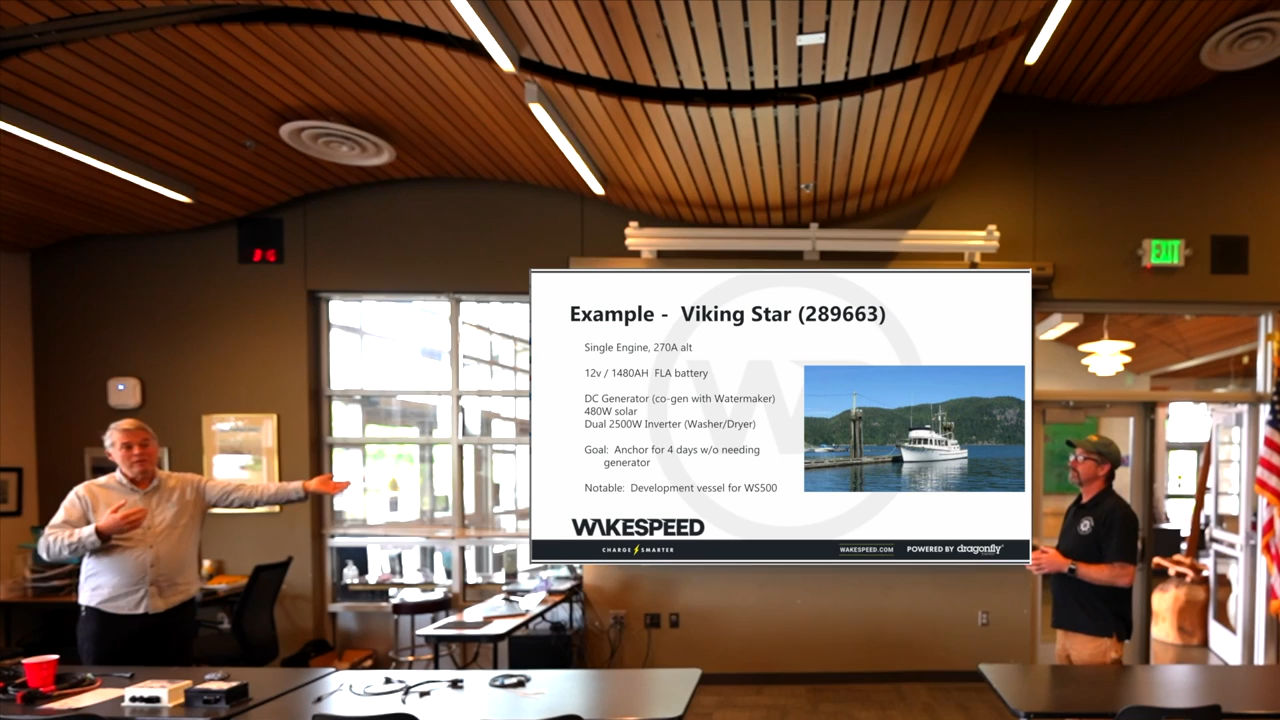 EXIT
Example - Viking Star (289663)
Single Engine, 270A alt
12v / 1480AH FLA battery
DC Generator (co-gen with Watermaker)
480W solar
Dual 2500W Inverter (Washer/Dryer)
Goal: Anchor for 4 days w/o needing
generator
Notable: Development vessel for WS500
WAKESPEED
CHARGE SMARTER
WAKESPEED.COM POWERED BY dragonfly